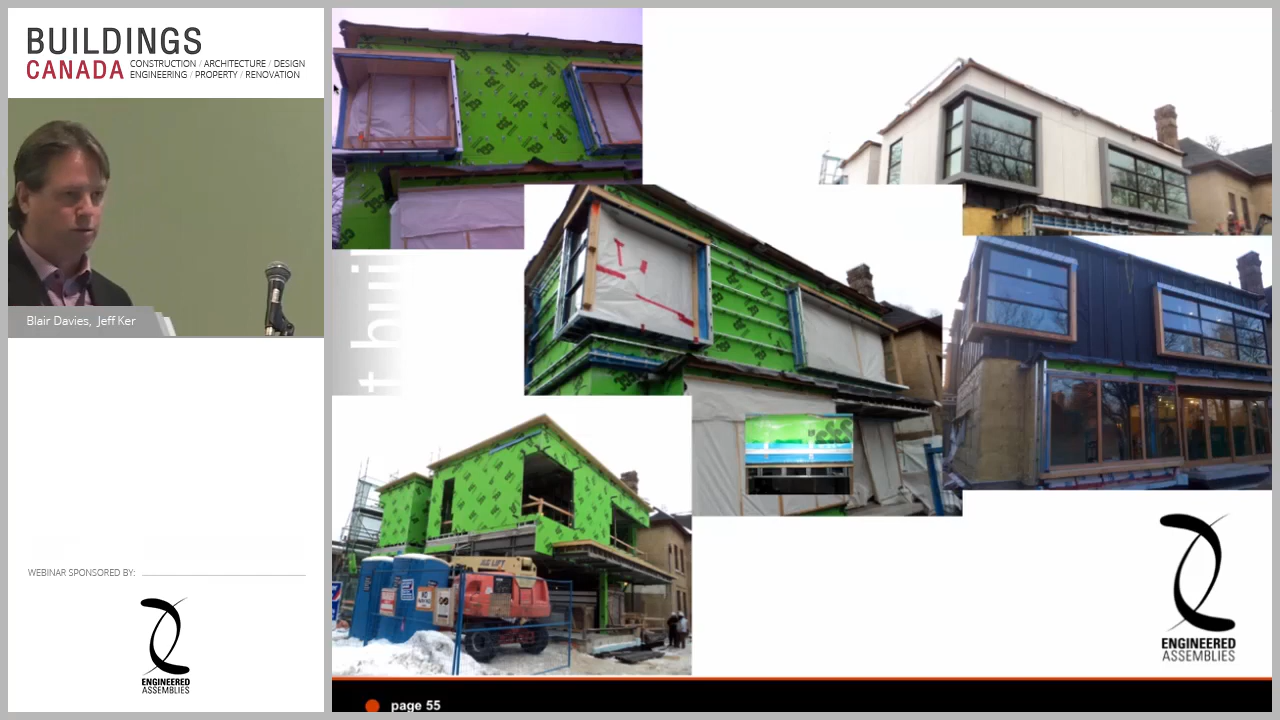 BUILDINGS
CANADA
CONSTRUCTION / ARCHITECTURE / DESIGN
ENGINEERING / PROPERTY / RENOVATION
Blair Davies, Jeff Ker
WEBINAR SPONSORED BY:
ENGINEERED
ASSEMBLIES
t buil
ENGINEERED
ASSEMBLIES
page 55